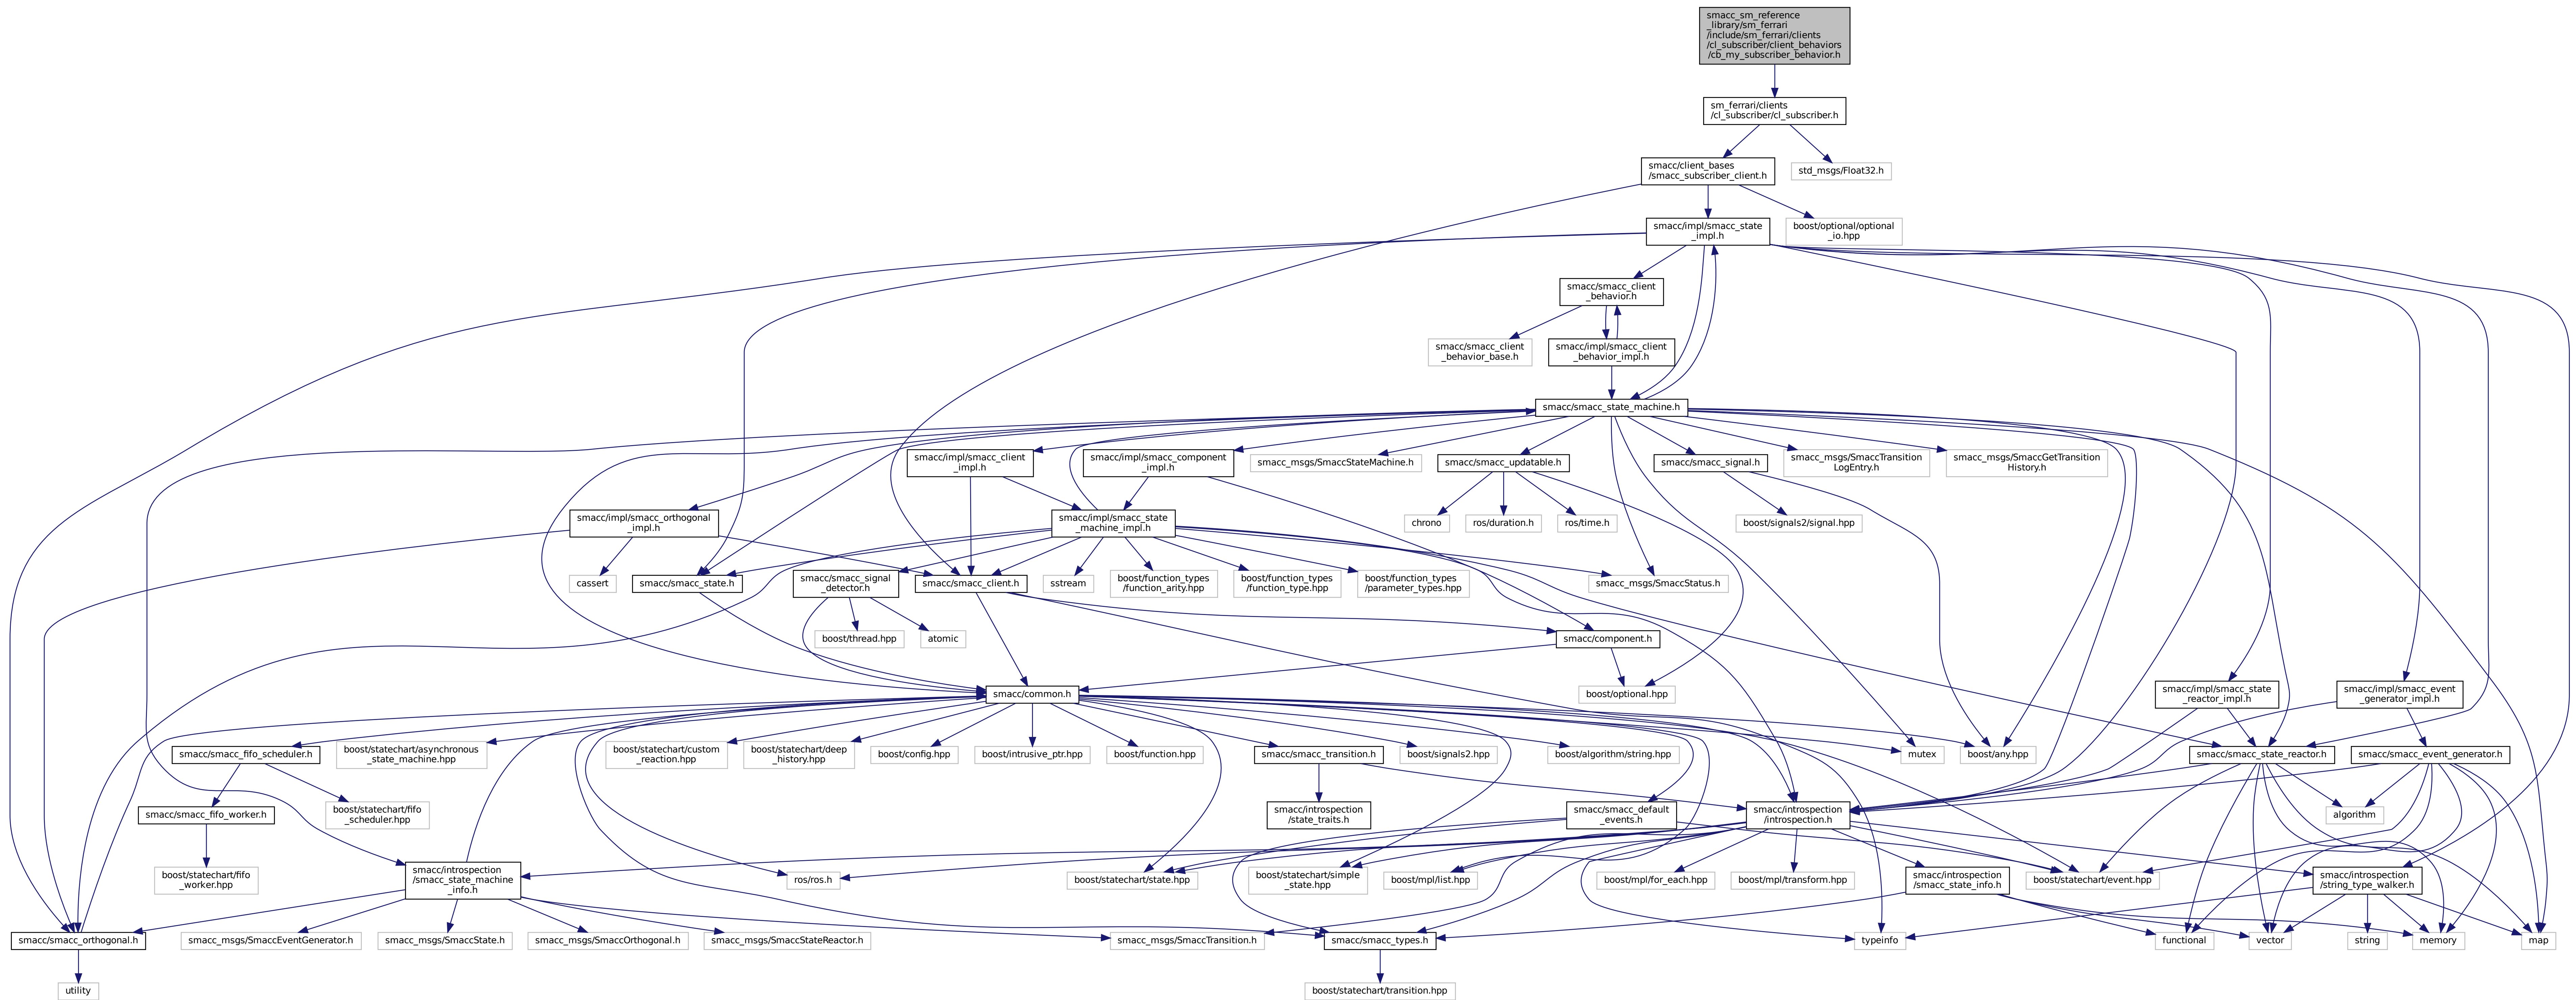 smacc_sm_reference
_library/sm_ferrari
/include/sm_ferrari/clients
/cl_subscriber/client_behaviors
/cb_my_subscriber_behavior.h
sm_ferrari/clients
/cl_subscriber/cl_subscriber.h
smacc/client_bases
/smacc_subscriber_client.h
std_msgs/Float32.h
smacc/impl/smacc_state
_impl.h
boost/optional/optional
_io.hpp
smacc/smacc_client
_behavior.h
smacc/smacc_client
_behavior_base.h
smacc/impl/smacc_client
_behavior_impl.h
smacc/smacc_state_machine.h
smacc/impl/smacc_client
_impl.h
smacc/impl/smacc_component
_impl.h
smacc_msgs/SmaccStateMachine.h
smacc/smacc_updatable.h
smacc/smacc_signal.h
smacc_msgs/SmaccTransition
LogEntry.h
smacc_msgs/SmaccGetTransition
History.h
smacc/impl/smacc_orthogonal
_impl.h
smacc/impl/smacc_state
_machine_impl.h
chrono
ros/duration.h
ros/time.h
boost/signals2/signal.hpp
cassert
smacc/smacc_state.h
smacc/smacc_signal
_detector.h
smacc/smacc_client.h
sstream
boost/function_types
/function_arity.hpp
boost/function_types
/function_type.hpp
boost/function_types
/parameter_types.hpp
smacc_msgs/SmaccStatus.h
boost/thread.hpp
atomic
smacc/component.h
smacc/common.h
boost/optional.hpp
smacc/impl/smacc_state
_reactor_impl.h
smacc/impl/smacc_event
_generator_impl.h
smacc/smacc_fifo_scheduler.h
boost/statechart/asynchronous
_state_machine.hpp
boost/statechart/custom
_reaction.hpp
boost/statechart/deep
_history.hpp
boost/config.hpp
boost/intrusive_ptr.hpp
boost/function.hpp
smacc/smacc_transition.h
boost/signals2.hpp
boost/algorithm/string.hpp
mutex
boost/any.hpp
smacc/smacc_state_reactor.h
smacc/smacc_event_generator.h
smacc/smacc_fifo_worker.h
boost/statechart/fifo
_scheduler.hpp
smacc/introspection
/state_traits.h
smacc/smacc_default
_events.h
smacc/introspection
/introspection.h
algorithm
boost/statechart/fifo
_worker.hpp
smacc/introspection
/smacc_state_machine
_info.h
ros/ros.h
boost/statechart/state.hpp
boost/statechart/simple
_state.hpp
boost/mpl/list.hpp
boost/mpl/for_each.hpp
boost/mpl/transform.hpp
smacc/introspection
/smacc_state_info.h
boost/statechart/event.hpp
smacc/introspection
/string_type_walker.h
smacc/smacc_orthogonal.h
smacc_msgs/SmaccEventGenerator.h
smacc_msgs/SmaccState.h
smacc_msgs/SmaccOrthogonal.h
smacc_msgs/SmaccStateReactor.h
smacc_msgs/SmaccTransition.h
smacc/smacc_types.h
typeinfo
functional
vector
string
memory
map
utility
boost/statechart/transition.hpp